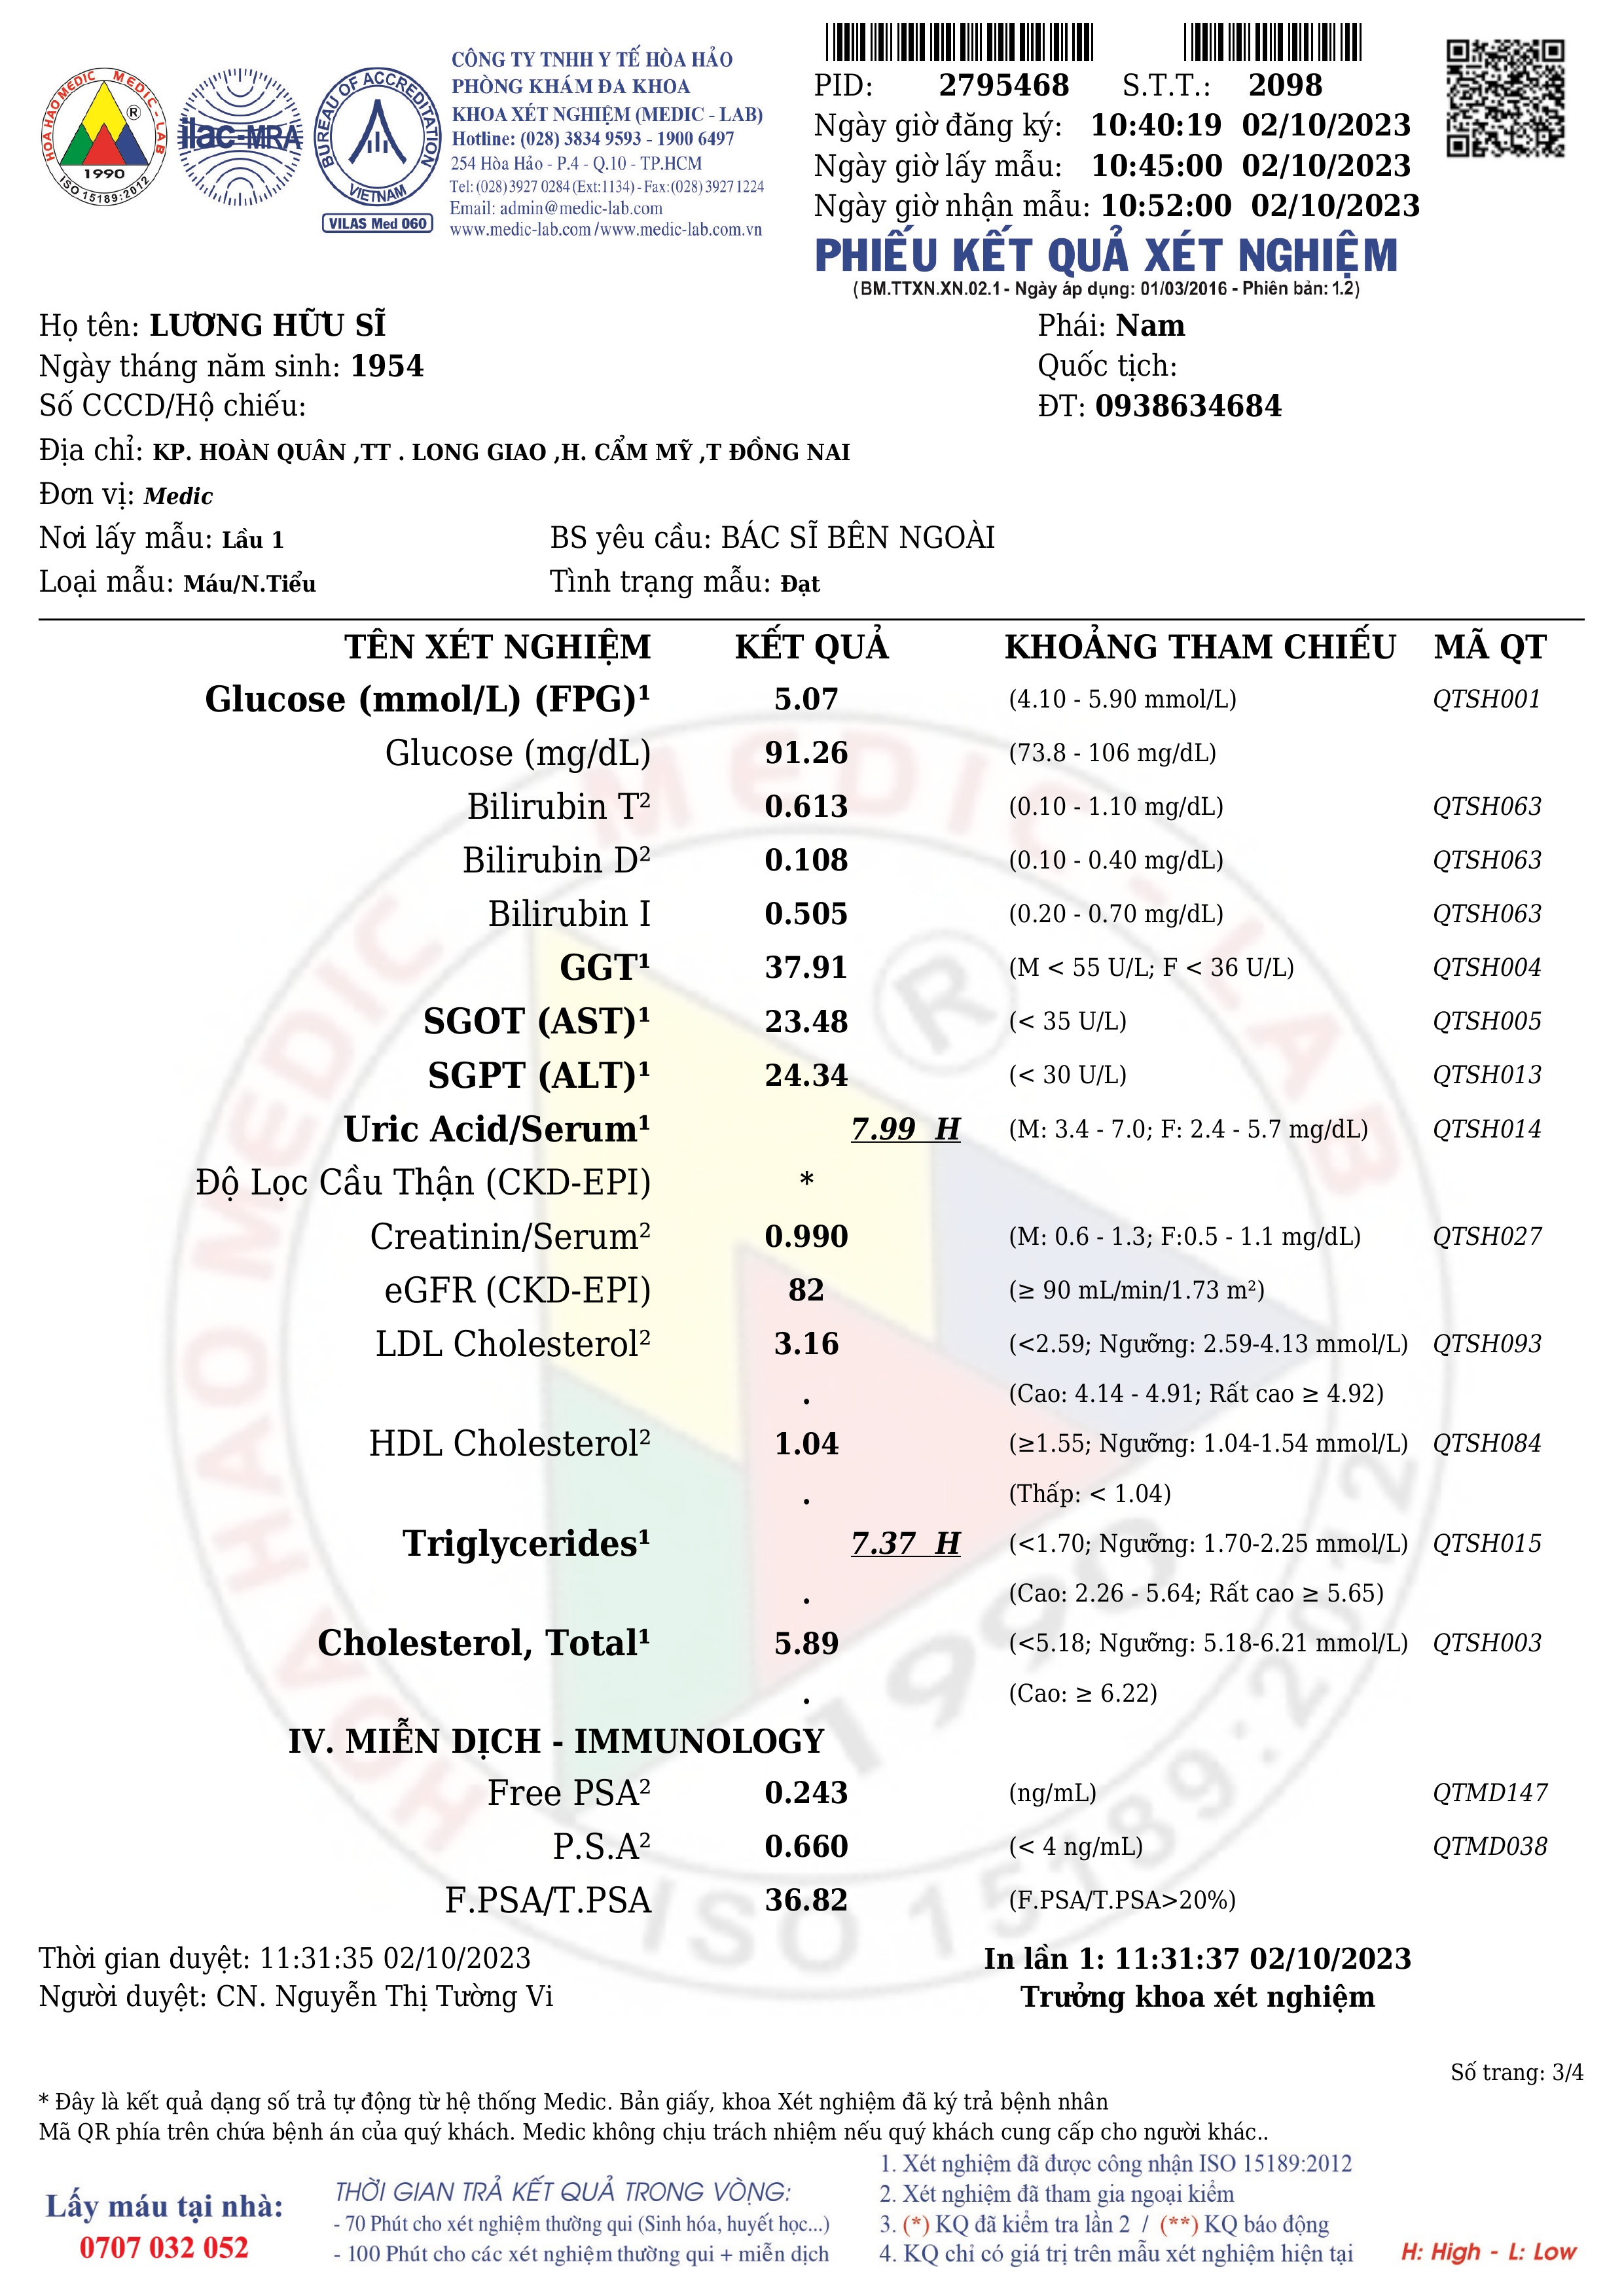 HOA HAO MEDIC MEDIC - LAB
®
1990
ISO 15189:2012
ilac-MRA
BUREAU OF ACCREDITATION
VIETNAM
VILAS Med 060
CÔNG TY TNHH Y TẾ HÒA HẢO
PHÒNG KHÁM ĐA KHOA
KHOA XÉT NGHIỆM (MEDIC - LAB)
Hotline: (028) 3834 9593 - 1900 6497
254 Hòa Hảo - P.4 - Q.10 - TP.HCM
Tel: (028) 3927 0284 (Ext:1134) - Fax: (028) 3927 1224
Email: admin@medic-lab.com
www.medic-lab.com /www.medic-lab.com.vn
PID: 2795468 S.T.T.: 2098
Ngày giờ đăng ký: 10:40:19 02/10/2023
Ngày giờ lấy mẫu: 10:45:00 02/10/2023
Ngày giờ nhận mẫu: 10:52:00 02/10/2023
PHIẾU KẾT QUẢ XÉT NGHIỆM
(BM.TTXN.XN.02.1 - Ngày áp dụng: 01/03/2016 - Phiên bản: 1.2)
Họ tên: LƯƠNG HỮU SĨ Phái: Nam
Ngày tháng năm sinh: 1954 Quốc tịch:
Số CCCD/Hộ chiếu: ĐT: 0938634684
Địa chỉ: KP. HOÀN QUÂN ,TT . LONG GIAO ,H. CẨM MỸ ,T ĐỒNG NAI
Đơn vị: Medic
Nơi lấy mẫu: Lầu 1 BS yêu cầu: BÁC SĨ BÊN NGOÀI
Loại mẫu: Máu/N.Tiểu Tình trạng mẫu: Đạt
TÊN XÉT NGHIỆM KẾT QUẢ KHOẢNG THAM CHIẾU MÃ QT
Glucose (mmol/L) (FPG)¹ 5.07 (4.10 - 5.90 mmol/L) QTSH001
Glucose (mg/dL) 91.26 (73.8 - 106 mg/dL)
Bilirubin T² 0.613 (0.10 - 1.10 mg/dL) QTSH063
Bilirubin D² 0.108 (0.10 - 0.40 mg/dL) QTSH063
Bilirubin I 0.505 (0.20 - 0.70 mg/dL) QTSH063
GGT¹ 37.91 (M < 55 U/L; F < 36 U/L) QTSH004
SGOT (AST)¹ 23.48 (< 35 U/L) QTSH005
SGPT (ALT)¹ 24.34 (< 30 U/L) QTSH013
Uric Acid/Serum¹ 7.99 H (M: 3.4 - 7.0; F: 2.4 - 5.7 mg/dL) QTSH014
Độ Lọc Cầu Thận (CKD-EPI) *
Creatinin/Serum² 0.990 (M: 0.6 - 1.3; F:0.5 - 1.1 mg/dL) QTSH027
eGFR (CKD-EPI) 82 (≥ 90 mL/min/1.73 m²)
LDL Cholesterol² 3.16 (<2.59; Ngưỡng: 2.59-4.13 mmol/L) QTSH093
. (Cao: 4.14 - 4.91; Rất cao ≥ 4.92)
HDL Cholesterol² 1.04 (≥1.55; Ngưỡng: 1.04-1.54 mmol/L) QTSH084
. (Thấp: < 1.04)
Triglycerides¹ 7.37 H (<1.70; Ngưỡng: 1.70-2.25 mmol/L) QTSH015
. (Cao: 2.26 - 5.64; Rất cao ≥ 5.65)
Cholesterol, Total¹ 5.89 (<5.18; Ngưỡng: 5.18-6.21 mmol/L) QTSH003
. (Cao: ≥ 6.22)
IV. MIỄN DỊCH - IMMUNOLOGY
Free PSA² 0.243 (ng/mL) QTMD147
P.S.A² 0.660 (< 4 ng/mL) QTMD038
F.PSA/T.PSA 36.82 (F.PSA/T.PSA>20%)
HOA HAO MEDIC MEDIC - LAB
®
1990
ISO 15189:2012
Thời gian duyệt: 11:31:35 02/10/2023 In lần 1: 11:31:37 02/10/2023
Người duyệt: CN. Nguyễn Thị Tường Vi Trưởng khoa xét nghiệm
Số trang: 3/4
* Đây là kết quả dạng số trả tự động từ hệ thống Medic. Bản giấy, khoa Xét nghiệm đã ký trả bệnh nhân
Mã QR phía trên chứa bệnh án của quý khách. Medic không chịu trách nhiệm nếu quý khách cung cấp cho người khác..
Lấy máu tại nhà:
0707 032 052
THỜI GIAN TRẢ KẾT QUẢ TRONG VÒNG:
- 70 Phút cho xét nghiệm thường qui (Sinh hóa, huyết học...)
- 100 Phút cho các xét nghiệm thường qui + miễn dịch
1. Xét nghiệm đã được công nhận ISO 15189:2012
2. Xét nghiệm đã tham gia ngoại kiểm
3. (*) KQ đã kiểm tra lần 2 / (**) KQ báo động
4. KQ chỉ có giá trị trên mẫu xét nghiệm hiện tại
H: High - L: Low